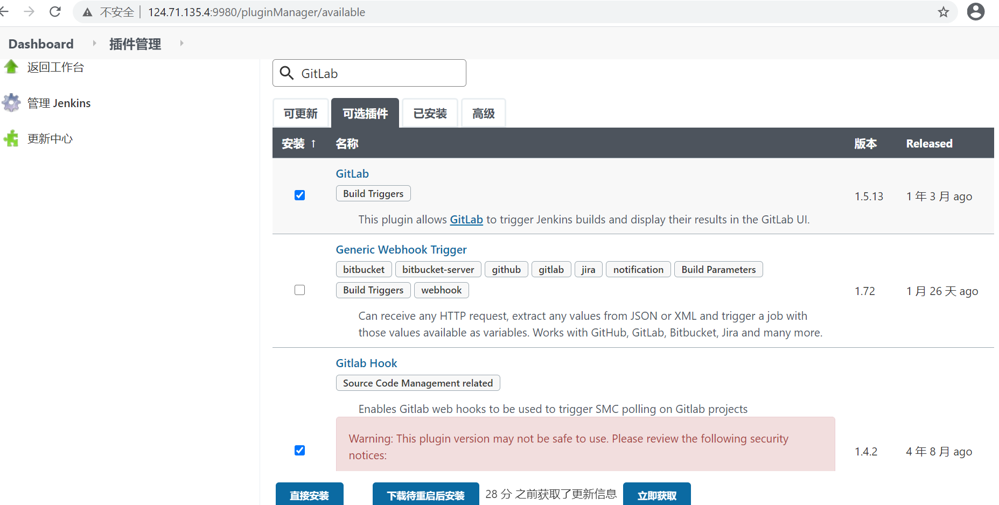 不安全 124.71.135.4:9980/pluginManager/available
Dashboard 插件管理
返回工作台
管理 Jenkins
更新中心
GitLab
可更新 可选插件 已安装 高级
安装 ↑ 名称 版本 Released
GitLab
Build Triggers
1.5.13 1 年 3 月 ago
This plugin allows GitLab to trigger Jenkins builds and display their results in the GitLab UI.
Generic Webhook Trigger
bitbucket bitbucket-server github gitlab jira notification Build Parameters
Build Triggers webhook
1.72 1 月 26 天 ago
Can receive any HTTP request, extract any values from JSON or XML and trigger a job with
those values available as variables. Works with GitHub, GitLab, Bitbucket, Jira and many more.
Gitlab Hook
Source Code Management related
Enables Gitlab web hooks to be used to trigger SMC polling on Gitlab projects
Warning: This plugin version may not be safe to use. Please review the following security
notices:
1.4.2 4 年 8 月 ago
直接安装 下载待重启后安装 28 分 之前获取了更新信息 立即获取